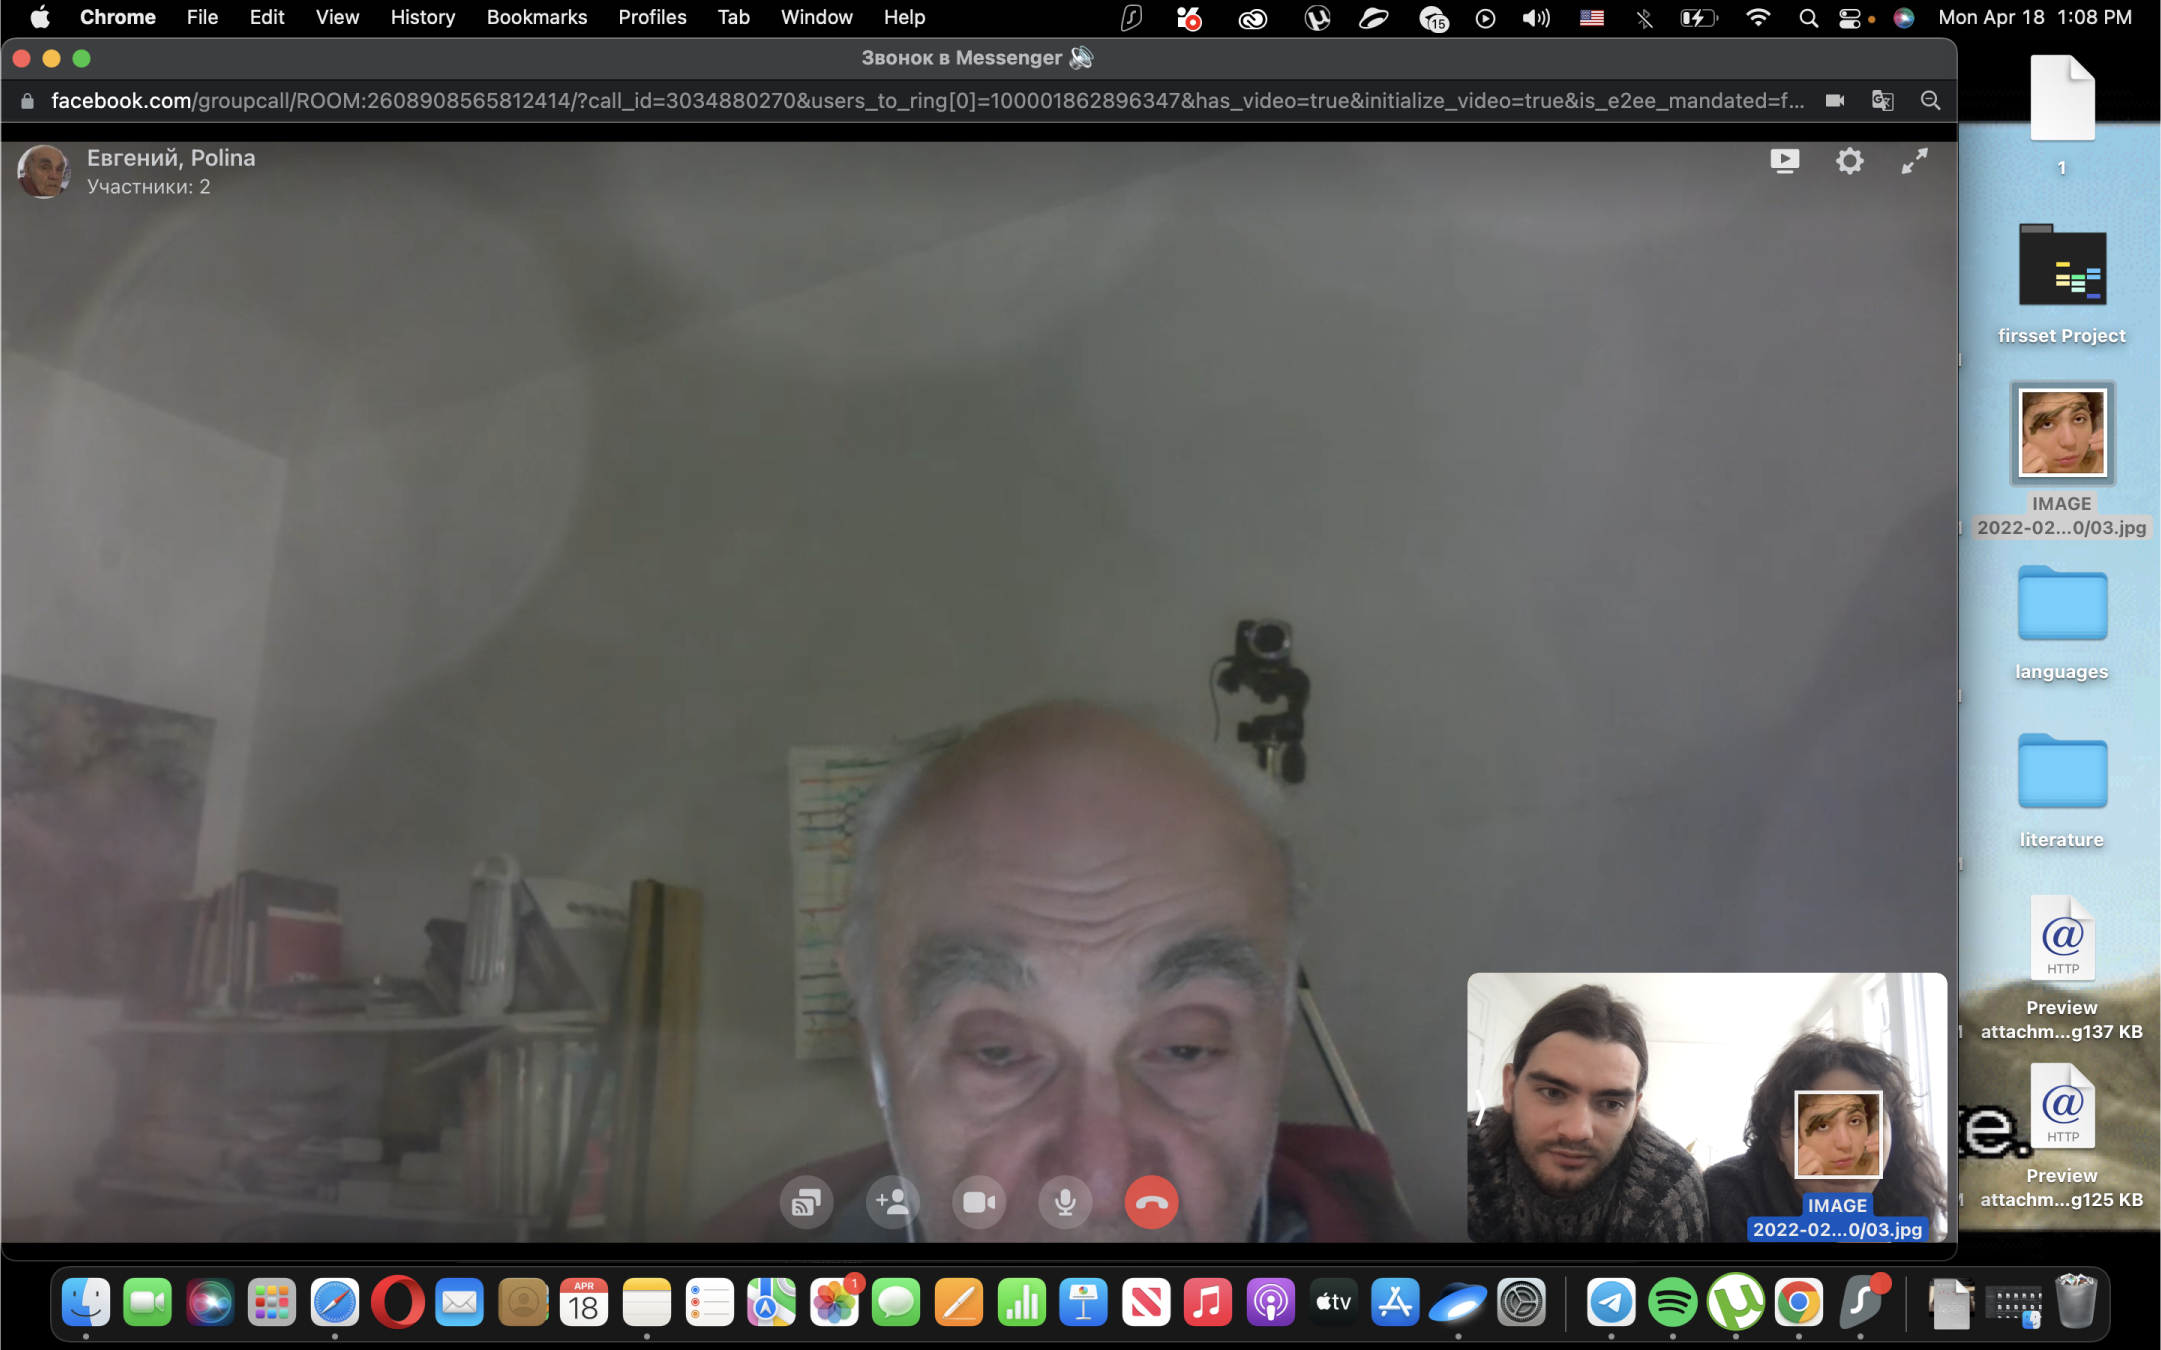 Chrome File Edit View History Bookmarks Profiles Tab Window Help 15 Mon Apr 18 1:08 PM
Звонок в Messenger
facebook.com/groupcall/ROOM:2608908565812414/?call_id=3034880270&users_to_ring[0]=100001862896347&has_video=true&initialize_video=true&is_e2ee_mandated=f...
Евгений, Polina
Участники: 2
1
firsset Project
IMAGE
2022-02...0/03.jpg
languages
literature
HTTP
Preview
attachm...g137 KB
e.
HTTP
Preview
attachm...g125 KB
IMAGE
2022-02...0/03.jpg
APR
18
1
tv